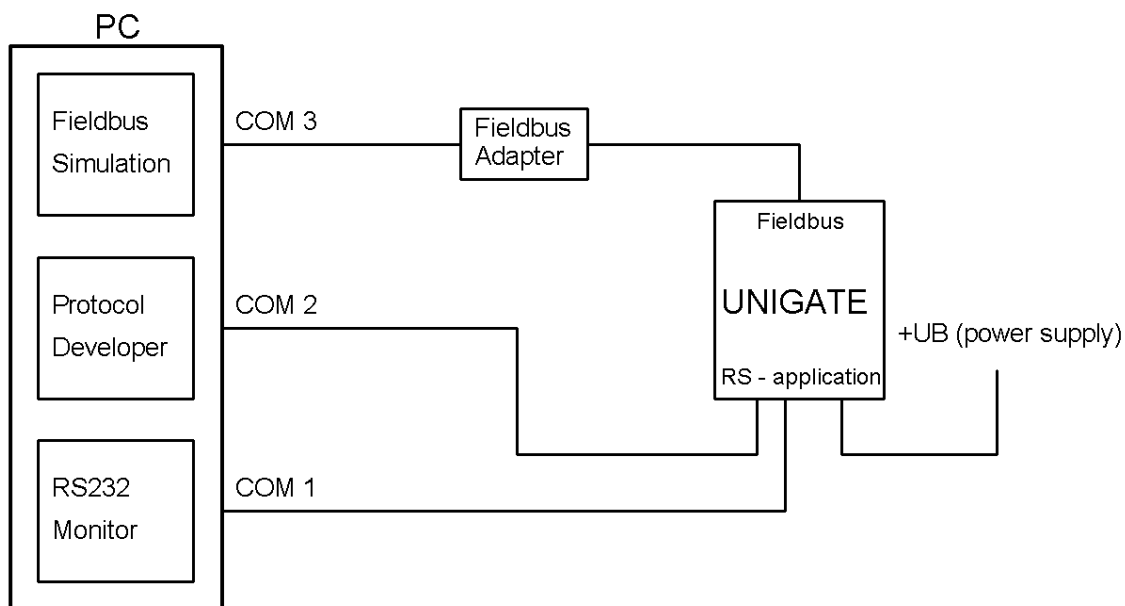 PC
Fieldbus
Simulation
COM 3
Fieldbus
Adapter
Fieldbus
UNIGATE
RS - application
+UB (power supply)
Protocol
Developer
COM 2
RS232
Monitor
COM 1